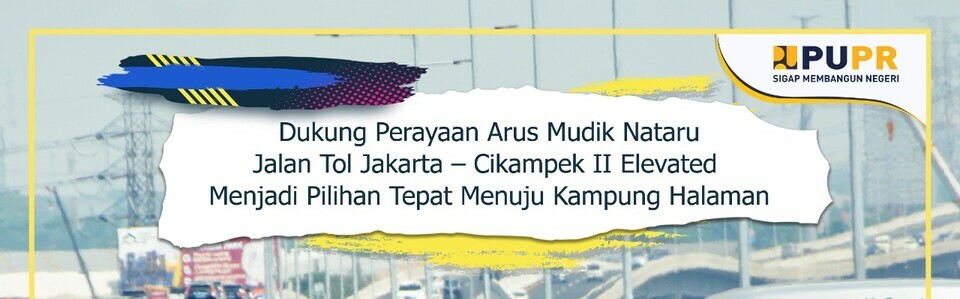 PUPR
SIGAP MEMBANGUN NEGERI
Dukung Perayaan Arus Mudik Nataru
Jalan Tol Jakarta – Cikampek II Elevated
Menjadi Pilihan Tepat Menuju Kampung Halaman